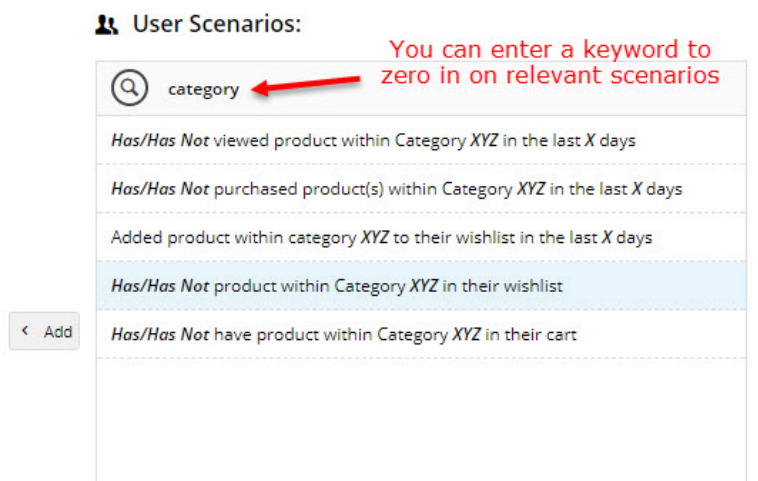 User Scenarios:
You can enter a keyword to
zero in on relevant scenarios
category
Has/Has Not viewed product within Category XYZ in the last X days
Has/Has Not purchased product(s) within Category XYZ in the last X days
Added product within category XYZ to their wishlist in the last X days
Has/Has Not product within Category XYZ in their wishlist
< Add
Has/Has Not have product within Category XYZ in their cart